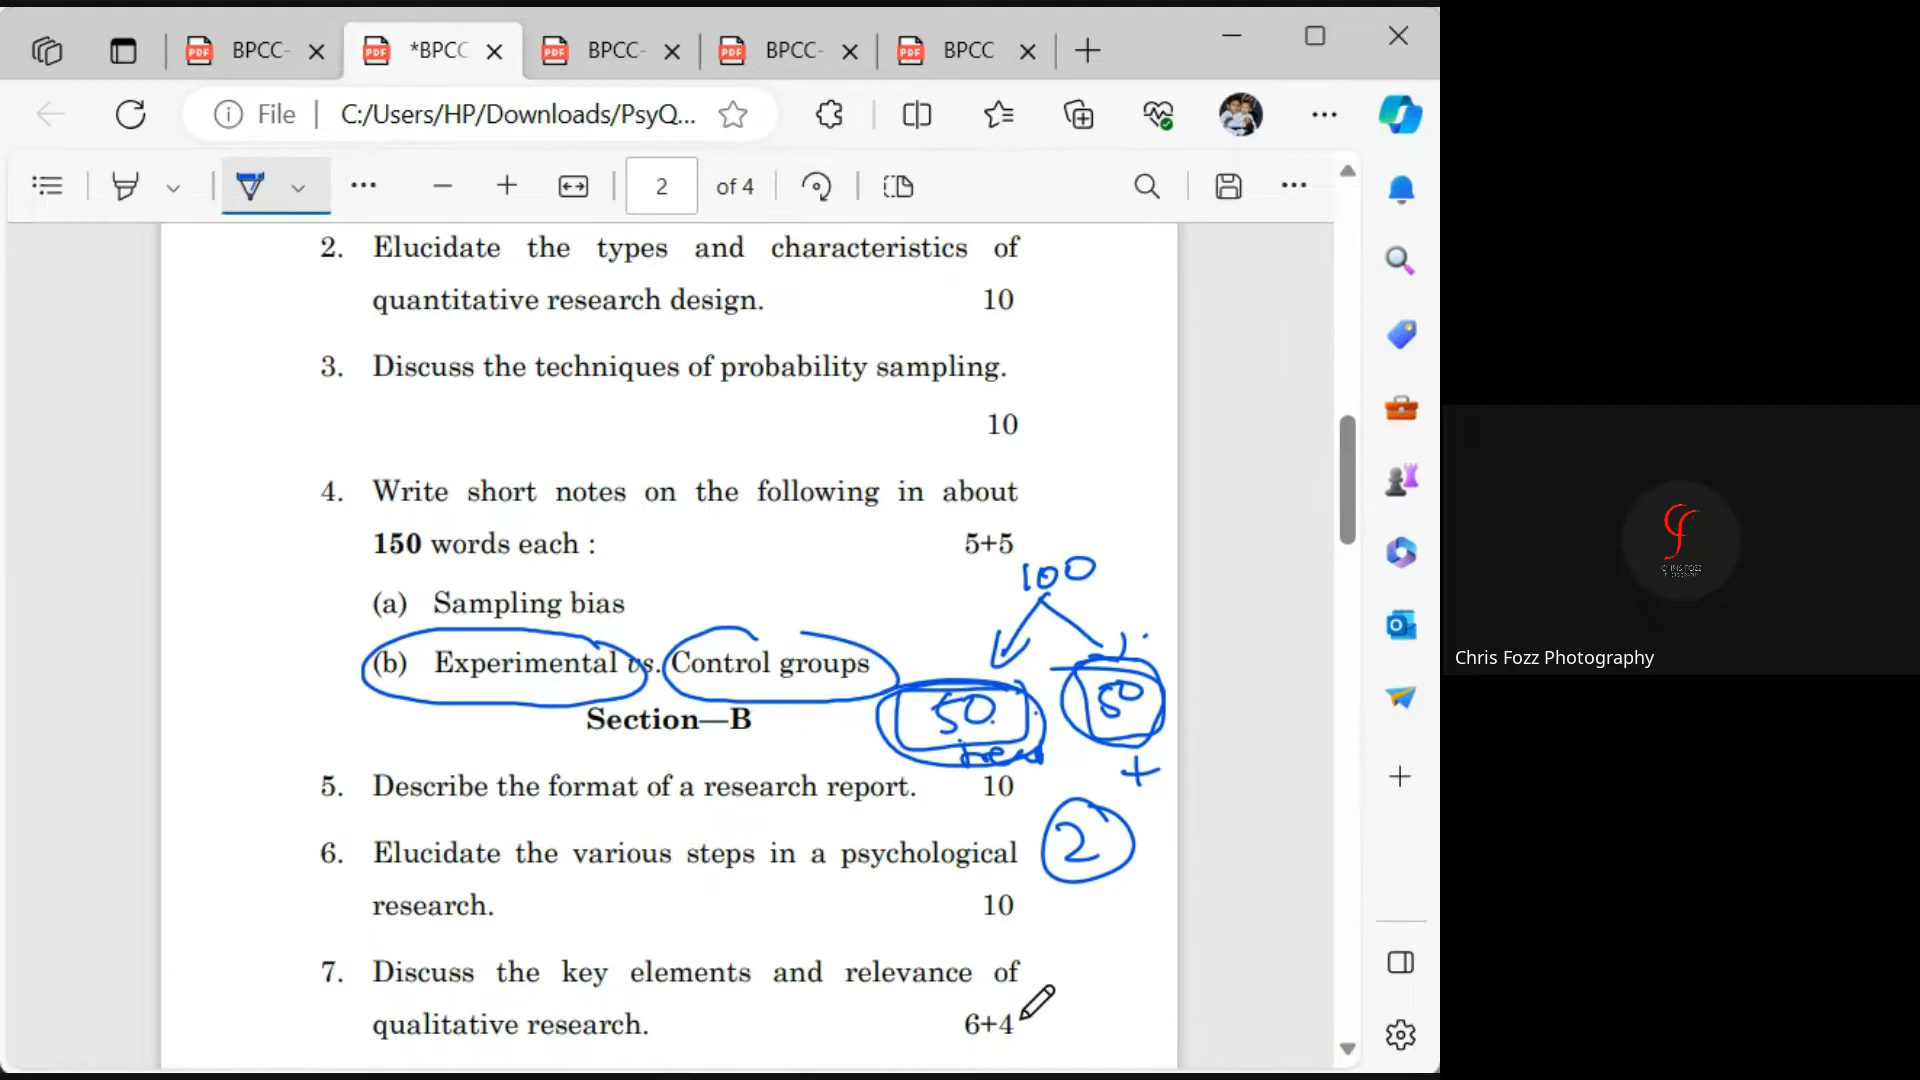 BPCC-
*BPCC
BPCC-
BPCC-
BPCC
File
C:/Users/HP/Downloads/PsyQ...
2 of 4
2. Elucidate the types and characteristics of
quantitative research design. 10
3. Discuss the techniques of probability sampling.
10
4. Write short notes on the following in about
150 words each : 5+5
100
(a) Sampling bias
(b) Experimental vs. Control groups
50
50
Section—B
+
5. Describe the format of a research report. 10
2
6. Elucidate the various steps in a psychological
research. 10
7. Discuss the key elements and relevance of
qualitative research. 6+4
CHRIS FOZZ
Chris Fozz Photography